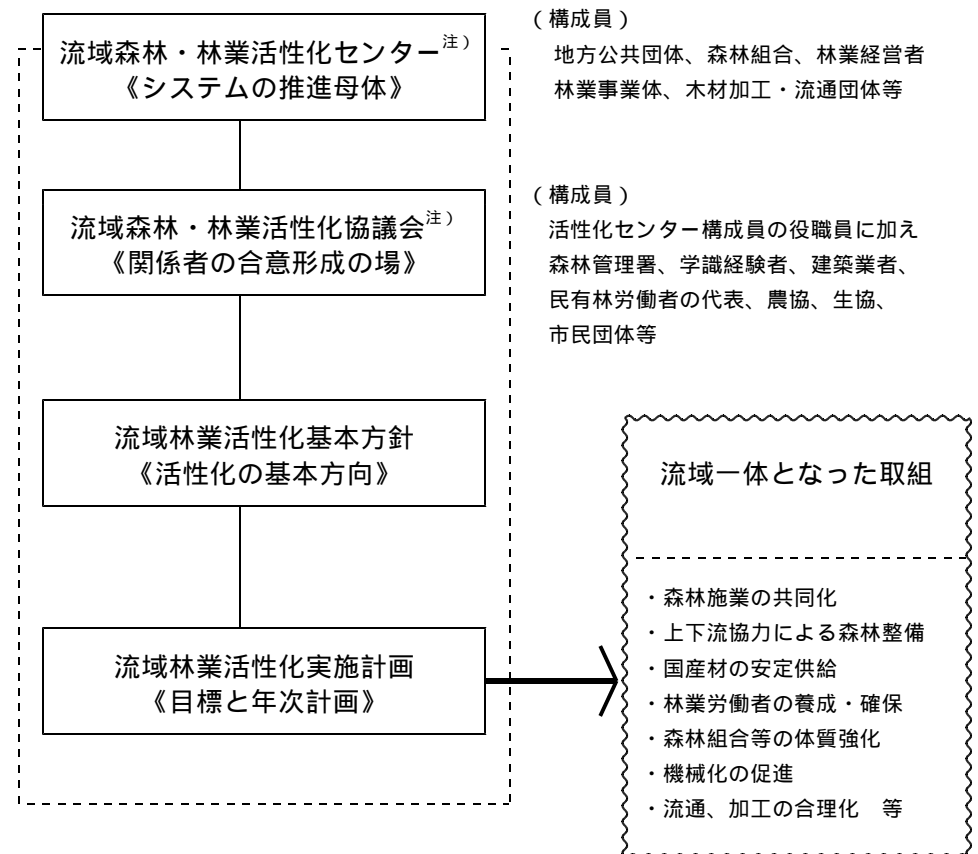 流域森林・林業活性化センター注）
《システムの推進母体》
（構成員）
地方公共団体、森林組合、林業経営者
林業事業体、木材加工・流通団体等
流域森林・林業活性化協議会注）
《関係者の合意形成の場》
（構成員）
活性化センター構成員の役職員に加え
森林管理署、学識経験者、建築業者、
民有林労働者の代表、農協、生協、
市民団体等
流域林業活性化基本方針
《活性化の基本方向》
流域林業活性化実施計画
《目標と年次計画》
流域一体となった取組
・森林施業の共同化
・上下流協力による森林整備
・国産材の安定供給
・林業労働者の養成・確保
・森林組合等の体質強化
・機械化の促進
・流通、加工の合理化　等